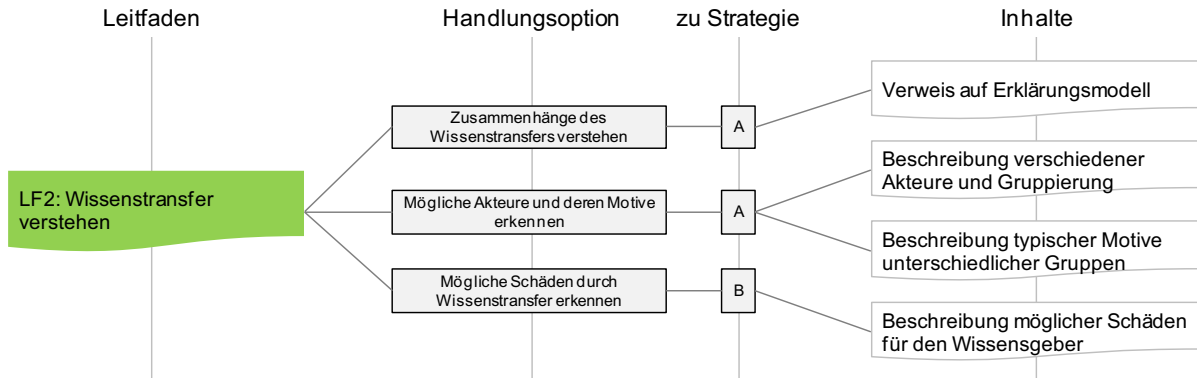 Leitfaden
Handlungsoption
zu Strategie
Inhalte
LF2: Wissenstransfer
verstehen
Zusammenhänge des
Wissenstransfers verstehen
A
Verweis auf Erklärungsmodell
Mögliche Akteure und deren Motive
erkennen
A
Beschreibung verschiedener
Akteure und Gruppierung
Beschreibung typischer Motive
unterschiedlicher Gruppen
Mögliche Schäden durch
Wissenstransfer erkennen
B
Beschreibung möglicher Schäden
für den Wissensgeber